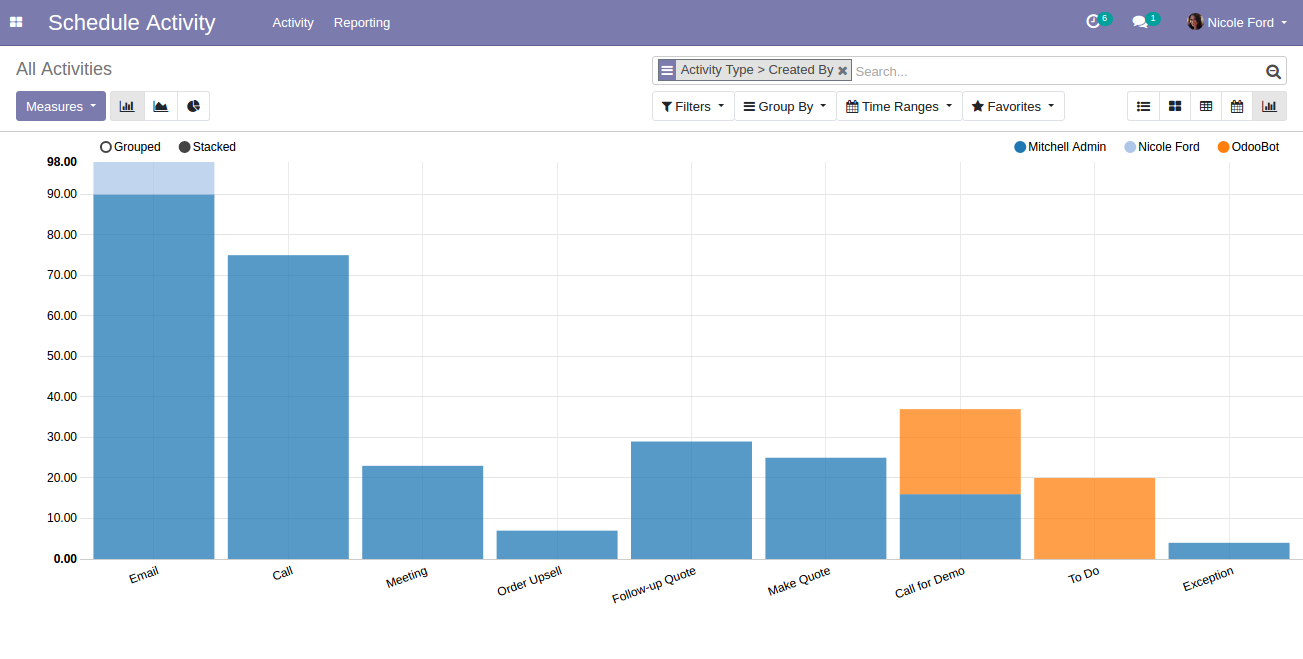 Schedule Activity Activity Reporting 6 1 Nicole Ford
All Activities Activity Type > Created By Search...
Measures Filters Group By Time Ranges Favorites
Grouped Stacked Mitchell Admin Nicole Ford OdooBot
98.00
90.00
80.00
70.00
60.00
50.00
40.00
30.00
20.00
10.00
0.00
Email Call Meeting Order Upsell Follow-up Quote Make Quote Call for Demo To Do Exception